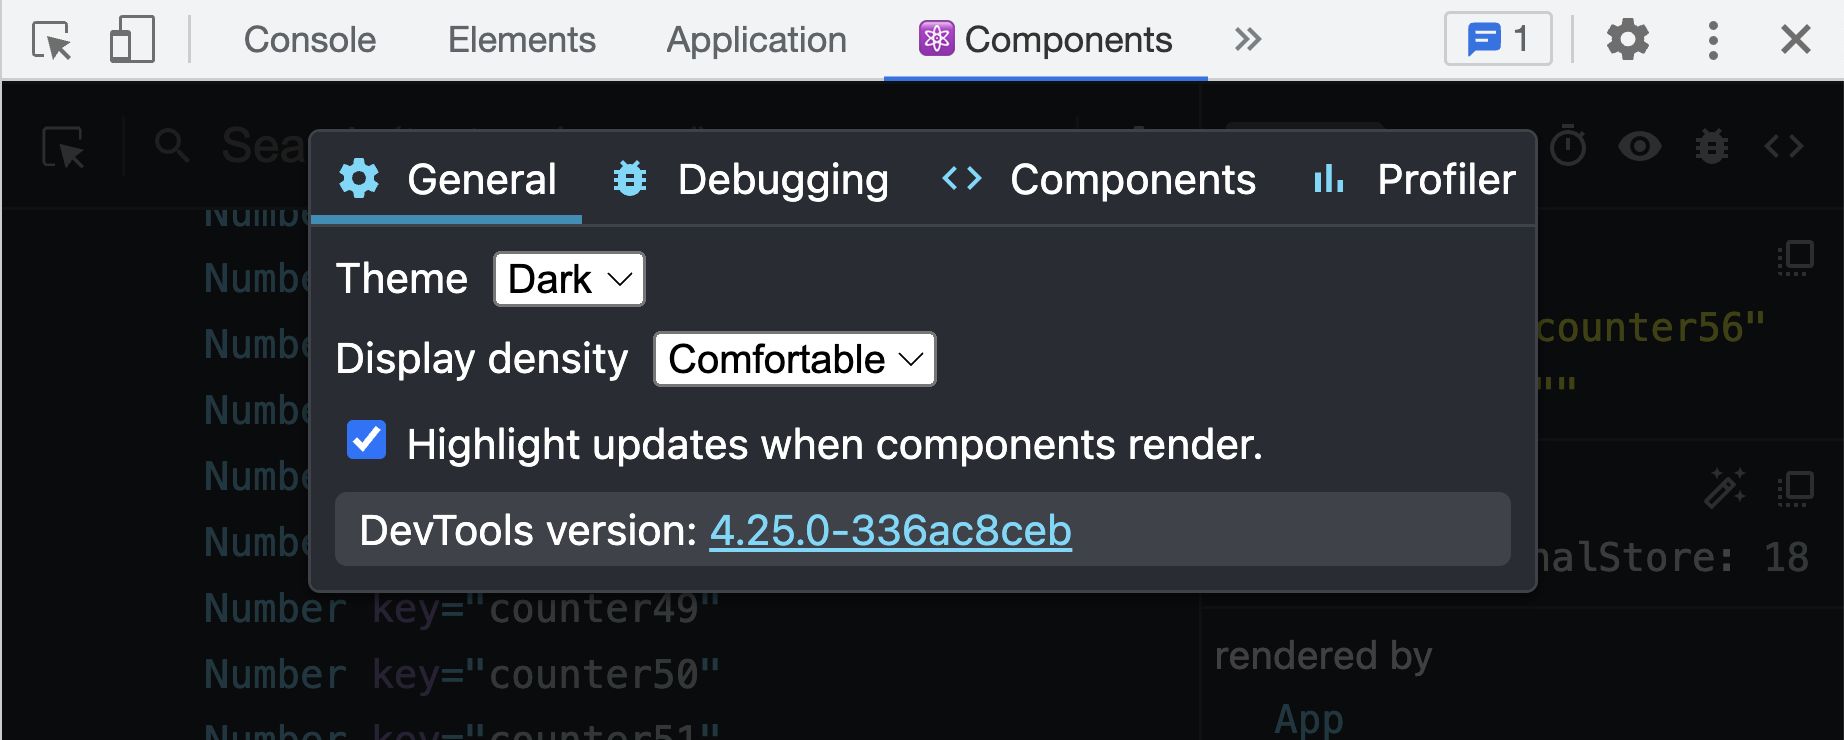 Console Elements Application Components 1
Sea
General Debugging Components Profiler
Theme Dark
Display density Comfortable
Highlight updates when components render.
DevTools version: 4.25.0-336ac8ceb
Numbe
Numbe
Numbe
Numbe
Numbe
Numbe
Number key="counter49"
Number key="counter50"
Number key="counter51"
counter56"
""
nalStore: 18
rendered by
App